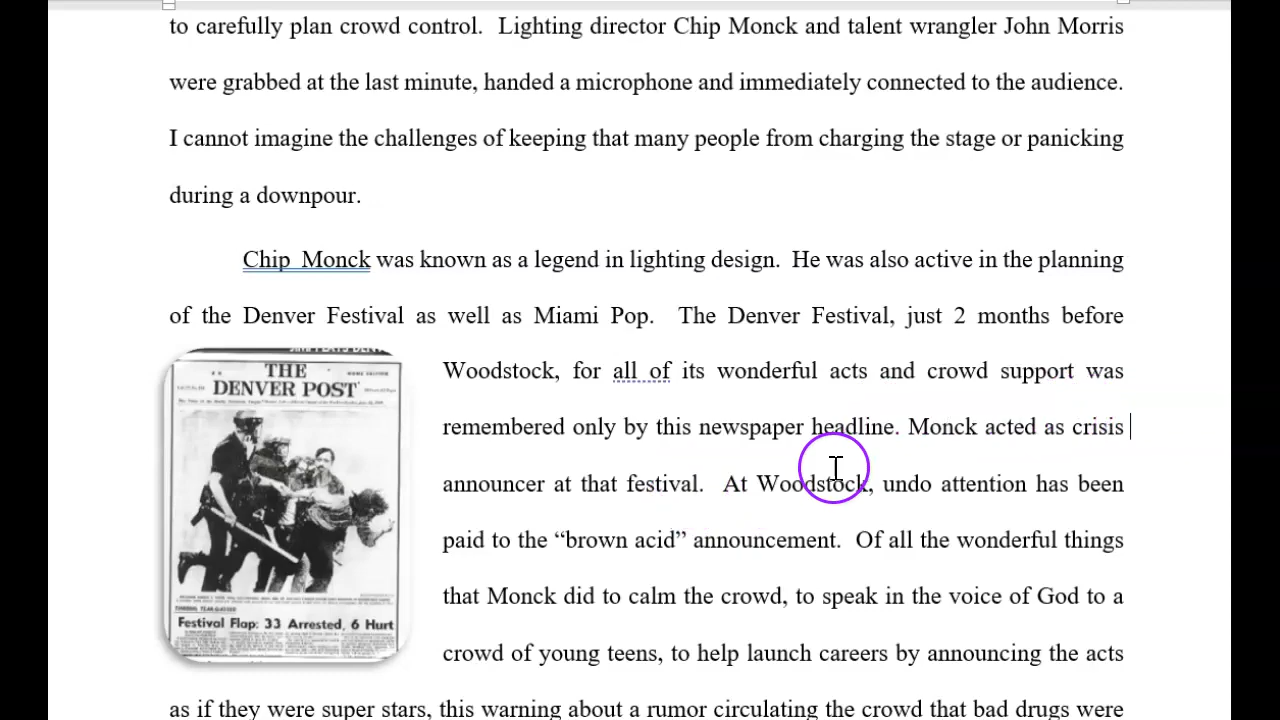 to carefully plan crowd control.  Lighting director Chip Monck and talent wrangler John Morris
were grabbed at the last minute, handed a microphone and immediately connected to the audience.
I cannot imagine the challenges of keeping that many people from charging the stage or panicking
during a downpour.
Chip  Monck was known as a legend in lighting design.  He was also active in the planning
of the Denver Festival as well as Miami Pop.  The Denver Festival, just 2 months before
Woodstock, for all of its wonderful acts and crowd support was
remembered only by this newspaper headline. Monck acted as crisis
announcer at that festival.  At Woodstock, undo attention has been
paid to the “brown acid” announcement.  Of all the wonderful things
that Monck did to calm the crowd, to speak in the voice of God to a
crowd of young teens, to help launch careers by announcing the acts
as if they were super stars, this warning about a rumor circulating the crowd that bad drugs were
THE
DENVER POST
Festival Flap: 33 Arrested, 6 Hurt